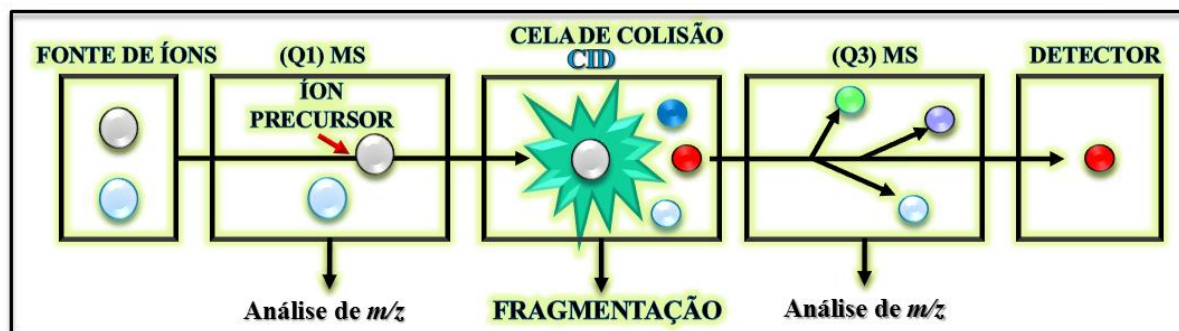 FONTE DE ÍONS
(Q1) MS
CELA DE COLISÃO
CID
(Q3) MS
DETECTOR
ÍON
PRECURSOR
Análise de m/z
FRAGMENTAÇÃO
Análise de m/z